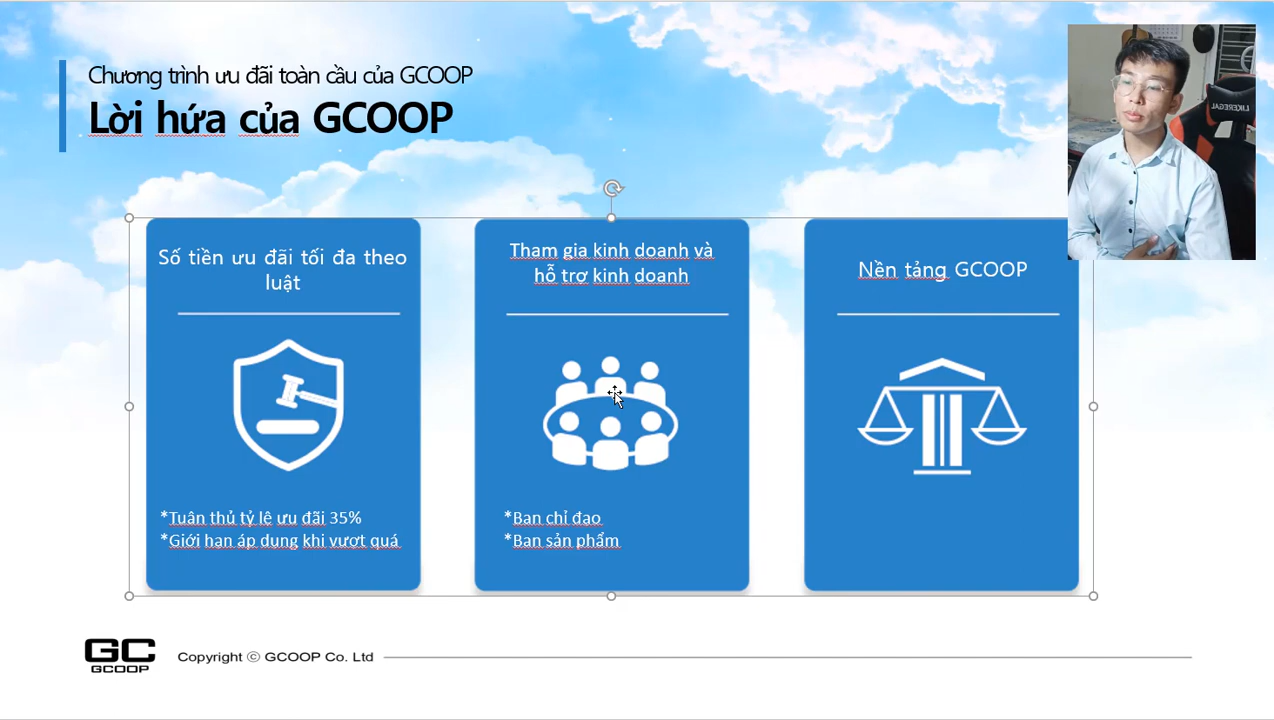 Chương trình ưu đãi toàn cầu của GCOOP
Lời hứa của GCOOP
Số tiền ưu đãi tối đa theo
luật
*Tuân thủ tỷ lệ ưu đãi 35%
*Giới hạn áp dụng khi vượt quá
Tham gia kinh doanh và
hỗ trợ kinh doanh
*Ban chỉ đạo
*Ban sản phẩm
Nền tảng GCOOP
LIKEREGAL
GC
GCOOP
Copyright ⓒ GCOOP Co. Ltd